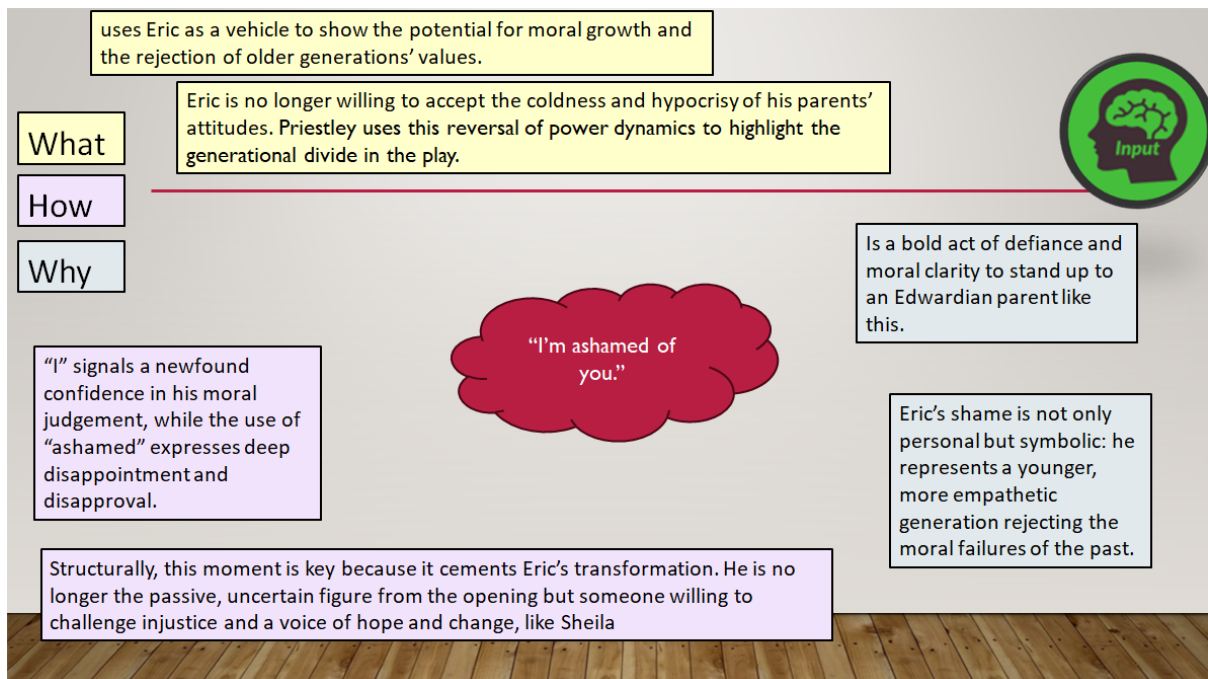 uses Eric as a vehicle to show the potential for moral growth and
the rejection of older generations’ values.
Eric is no longer willing to accept the coldness and hypocrisy of his parents’
attitudes. Priestley uses this reversal of power dynamics to highlight the
generational divide in the play.
What
How
Why
Input
Is a bold act of defiance and
moral clarity to stand up to
an Edwardian parent like
this.
“I’m ashamed of
you.”
“I” signals a newfound
confidence in his moral
judgement, while the use of
“ashamed” expresses deep
disappointment and
disapproval.
Eric’s shame is not only
personal but symbolic: he
represents a younger,
more empathetic
generation rejecting the
moral failures of the past.
Structurally, this moment is key because it cements Eric’s transformation. He is no
longer the passive, uncertain figure from the opening but someone willing to
challenge injustice and a voice of hope and change, like Sheila